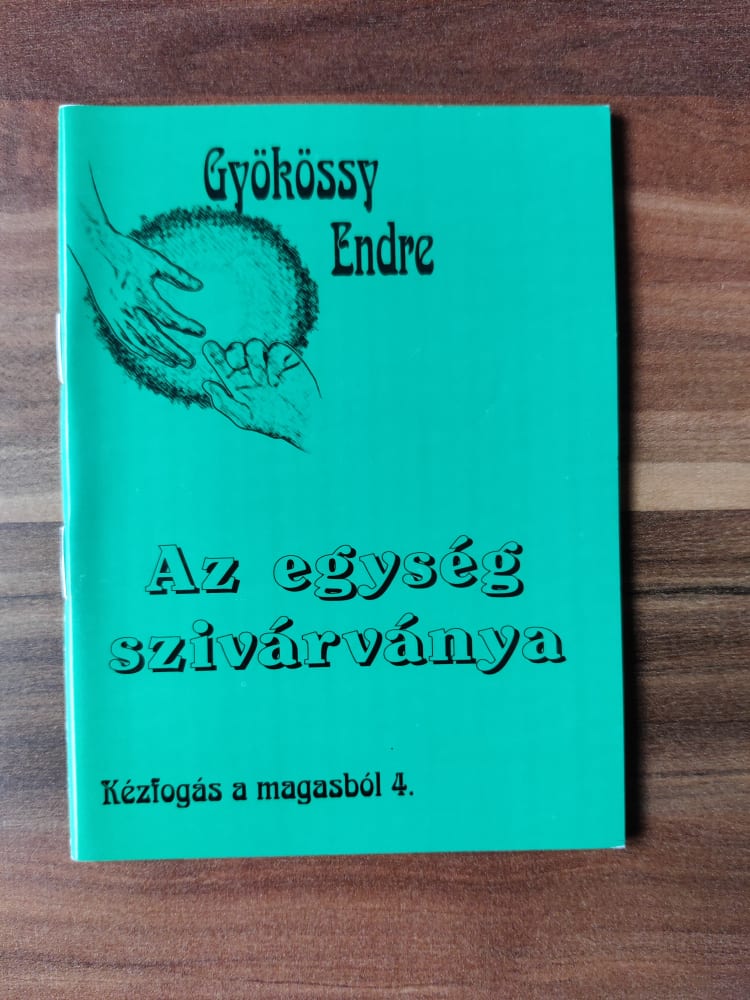 Gyökössy
Endre
Az egység
szivárványa
Kézfogás a magasból 4.